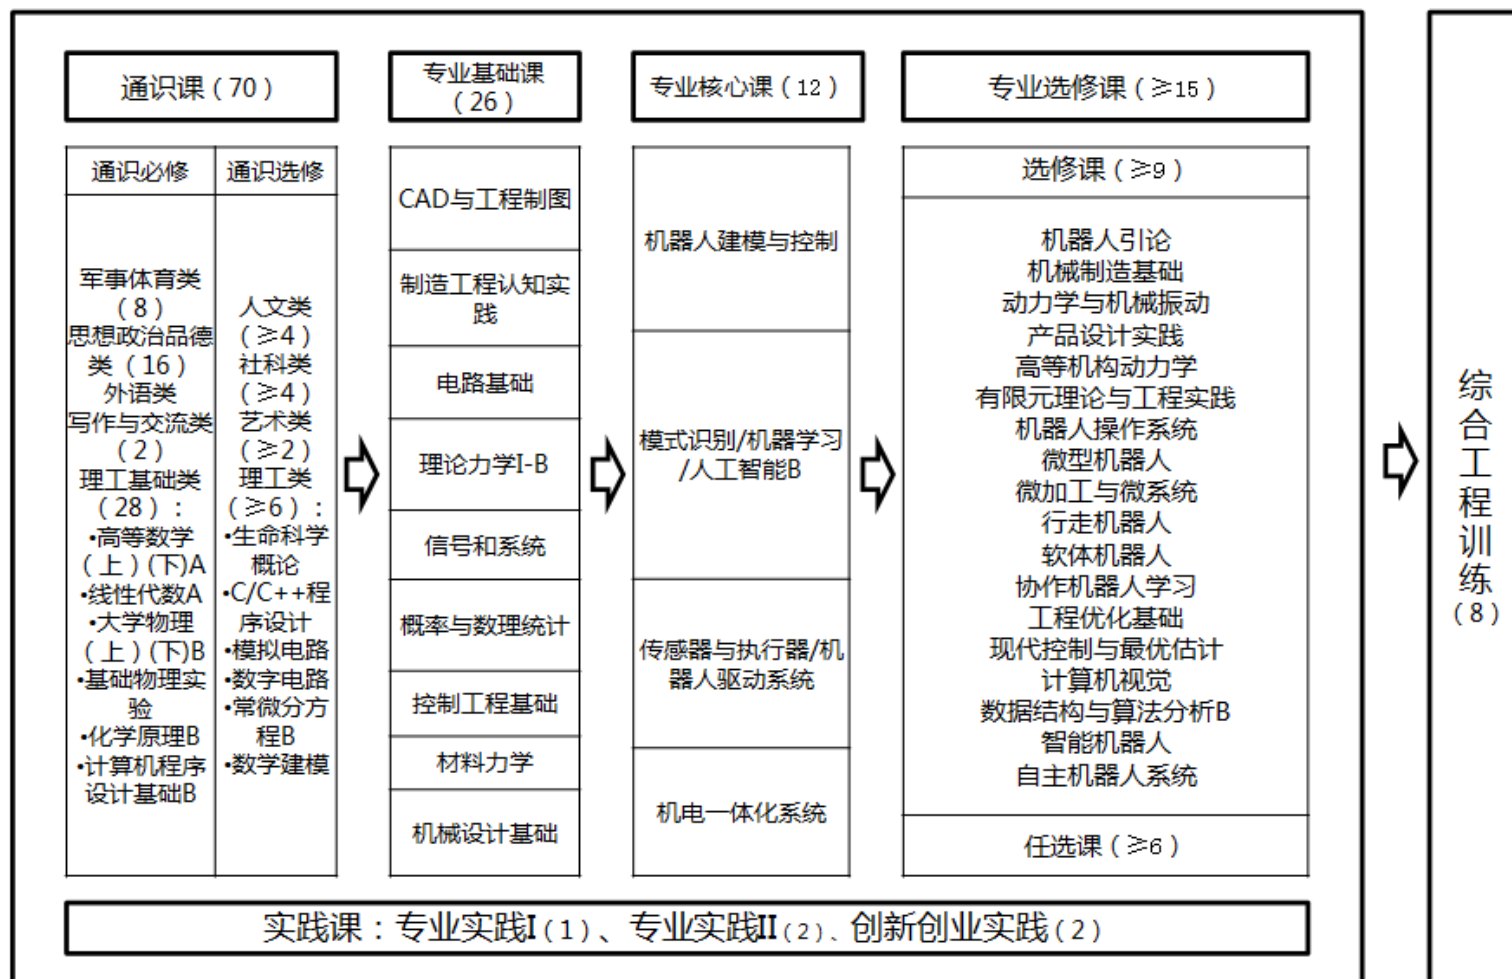 通识课（70）
通识必修
通识选修
军事体育类
（8）
思想政治品德
类（16）
外语类
写作与交流类
（2）
理工基础类
（28）：
•高等数学
（上）(下)A
•线性代数A
•大学物理
（上）(下)B
•基础物理实
验
•化学原理B
•计算机程序
设计基础B
人文类
（≥4）
社科类
（≥4）
艺术类
（≥2）
理工类
（≥6）：
•生命科学
概论
•C/C++程
序设计
•模拟电路
•数字电路
•常微分方
程B
•数学建模
专业基础课
（26）
CAD与工程制图
制造工程认知实
践
电路基础
理论力学I-B
信号和系统
概率与数理统计
控制工程基础
材料力学
机械设计基础
专业核心课（12）
机器人建模与控制
模式识别/机器学习
/人工智能B
传感器与执行器/机
器人驱动系统
机电一体化系统
专业选修课（≥15）
选修课（≥9）
机器人引论
机械制造基础
动力学与机械振动
产品设计实践
高等机构动力学
有限元理论与工程实践
机器人操作系统
微型机器人
微加工与微系统
行走机器人
软体机器人
协作机器人学习
工程优化基础
现代控制与最优估计
计算机视觉
数据结构与算法分析B
智能机器人
自主机器人系统
任选课（≥6）
实践课：专业实践I（1）、专业实践II（2）、创新创业实践（2）
综
合
工
程
训
练
（8）